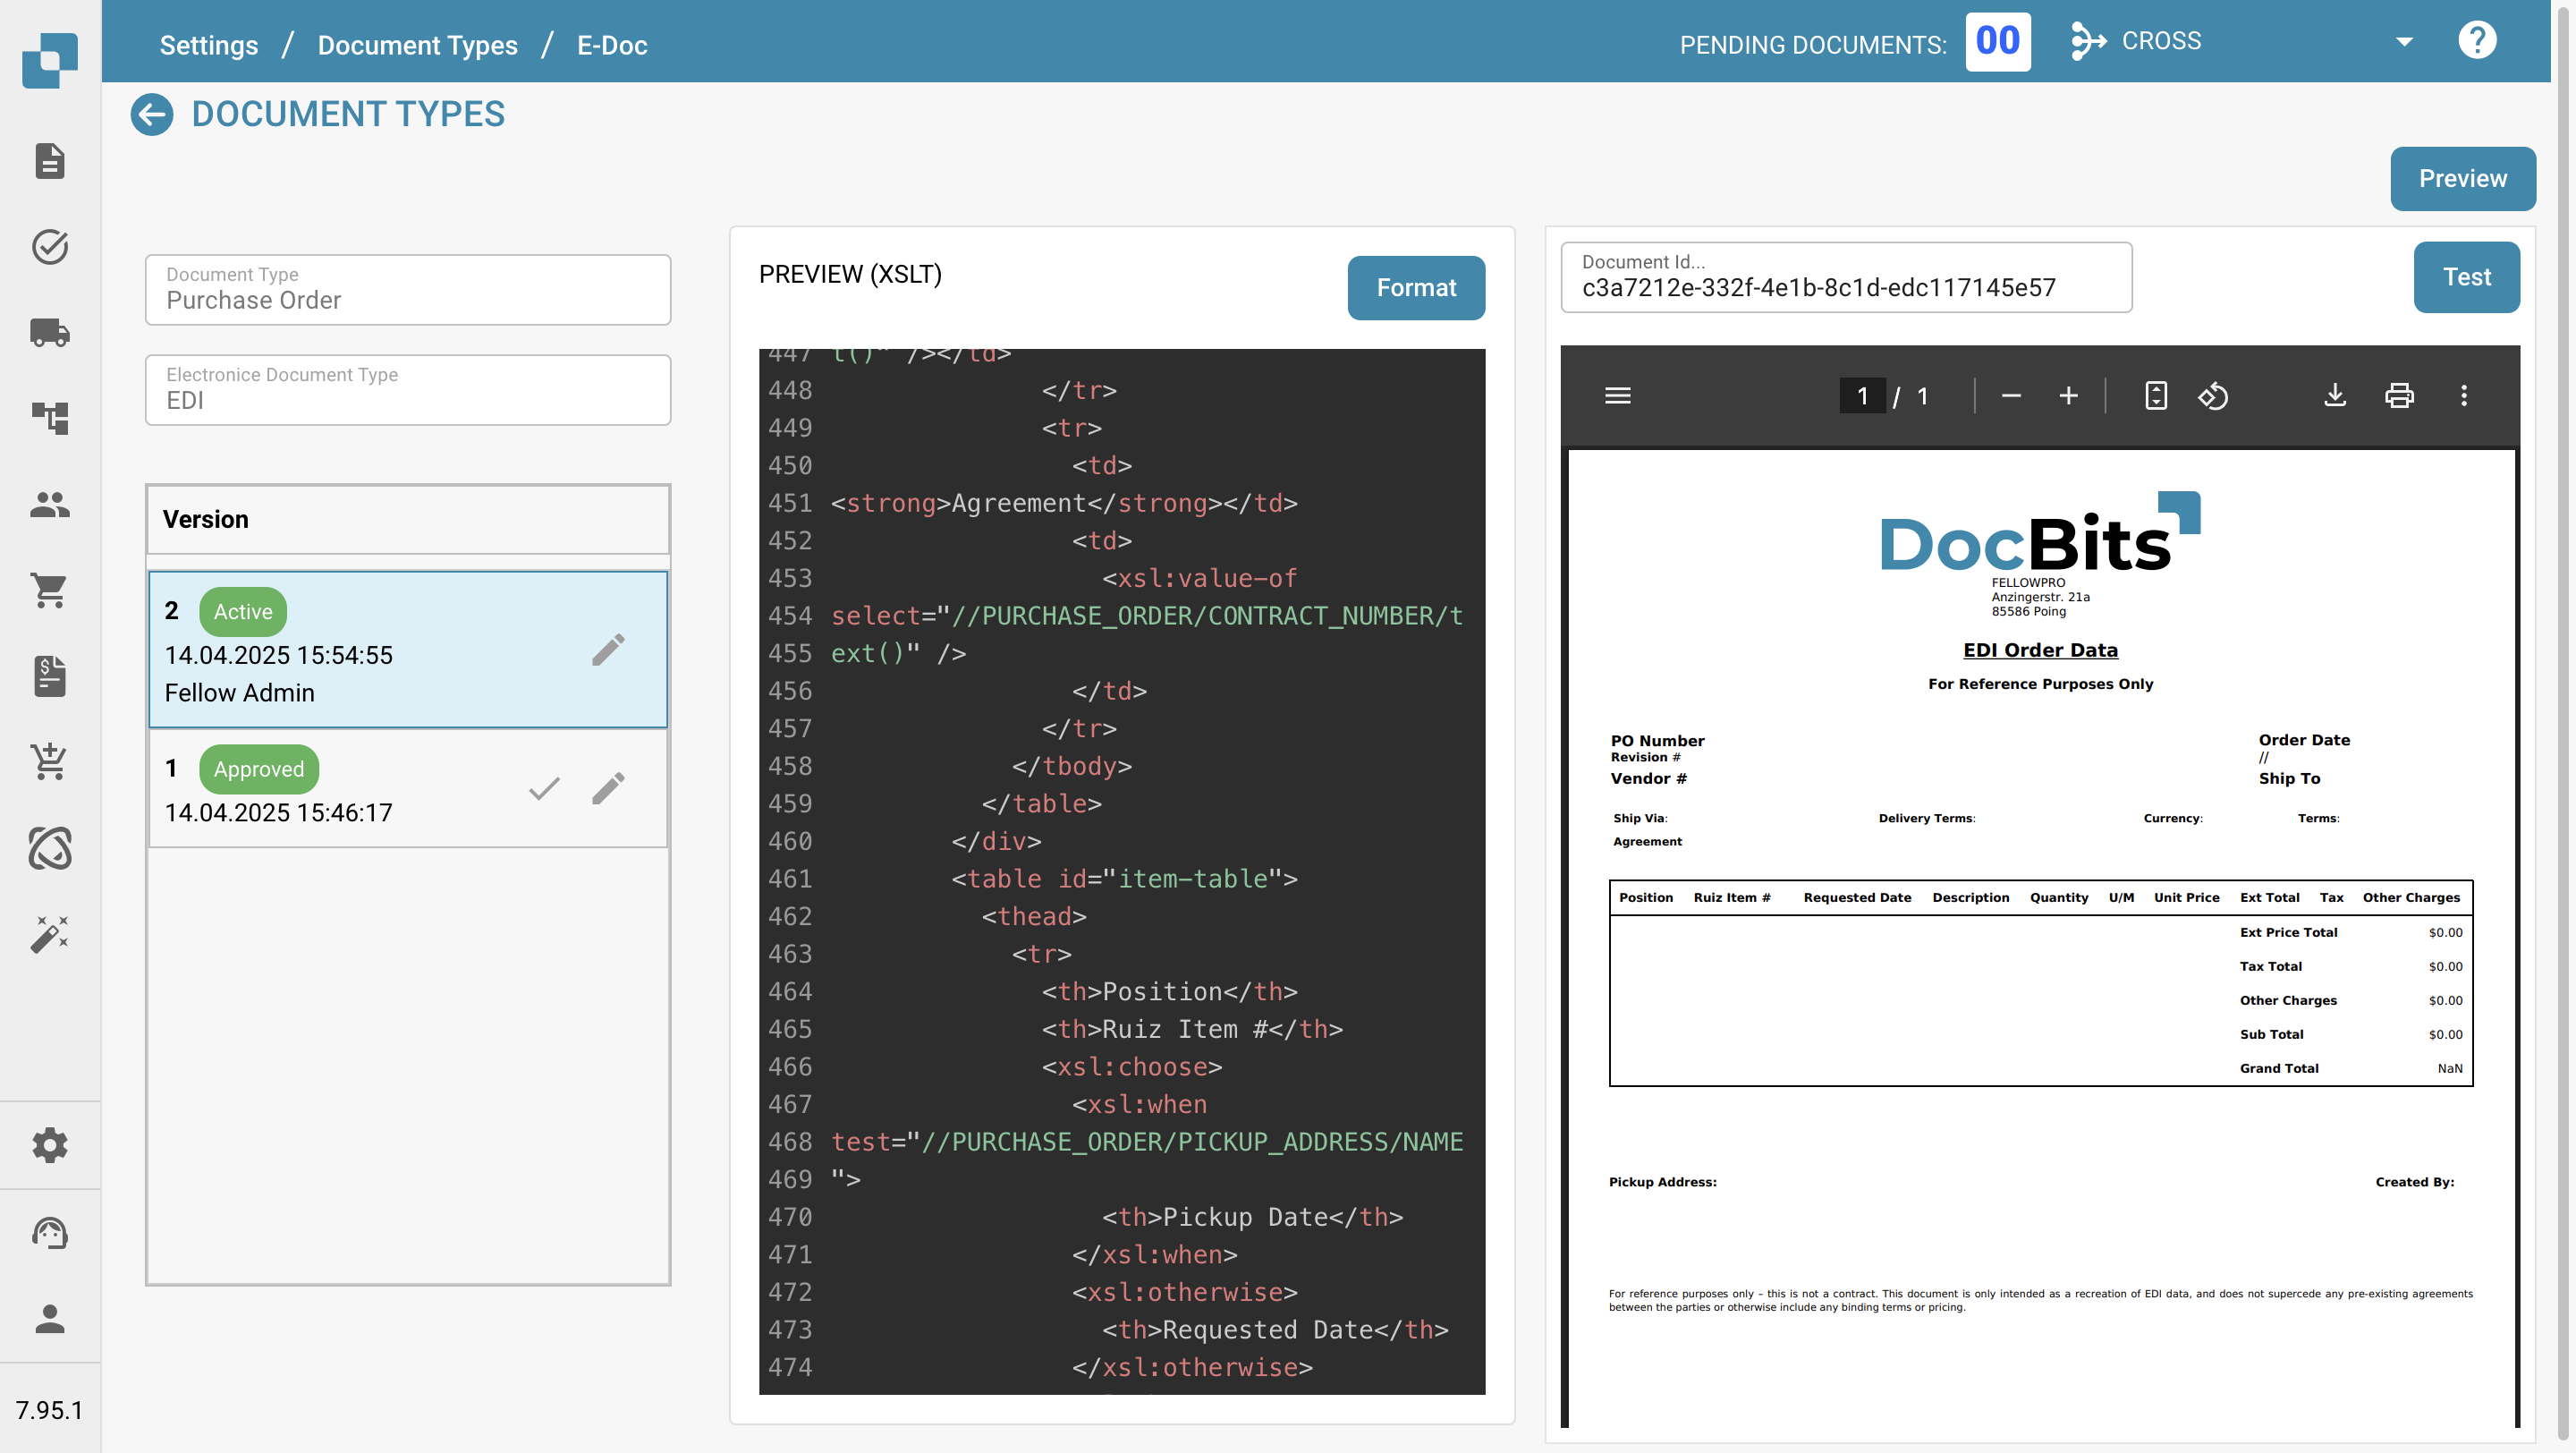 Settings / Document Types / E-Doc
PENDING DOCUMENTS: 00 CROSS
DOCUMENT TYPES
Preview
Document Type
Purchase Order
Electronice Document Type
EDI
Version
2 Active
14.04.2025 15:54:55
Fellow Admin
1 Approved
14.04.2025 15:46:17
7.95.1
PREVIEW (XSLT)
Format
447 t()" /></td>
448 </tr>
449 <tr>
450 <td>
451 <strong>Agreement</strong></td>
452 <td>
453 <xsl:value-of
454 select="//PURCHASE_ORDER/CONTRACT_NUMBER/t
455 ext()" />
456 </td>
457 </tr>
458 </tbody>
459 </table>
460 </div>
461 <table id="item-table">
462 <thead>
463 <tr>
464 <th>Position</th>
465 <th>Ruiz Item #</th>
466 <xsl:choose>
467 <xsl:when
468 test="//PURCHASE_ORDER/PICKUP_ADDRESS/NAME
469 ">
470 <th>Pickup Date</th>
471 </xsl:when>
472 <xsl:otherwise>
473 <th>Requested Date</th>
474 </xsl:otherwise>
Document Id...
c3a7212e-332f-4e1b-8c1d-edc117145e57
Test
1 / 1
DocBits
FELLOWPRO
Anzingerstr. 21a
85586 Poing
EDI Order Data
For Reference Purposes Only
PO Number Order Date
Revision # //
Vendor # Ship To
Ship Via: Delivery Terms: Currency: Terms:
Agreement
Position Ruiz Item # Requested Date Description Quantity U/M Unit Price Ext Total Tax Other Charges
Ext Price Total $0.00
Tax Total $0.00
Other Charges $0.00
Sub Total $0.00
Grand Total NaN
Pickup Address: Created By:
For reference purposes only – this is not a contract. This document is only intended as a recreation of EDI data, and does not supercede any pre-existing agreements
between the parties or otherwise include any binding terms or pricing.